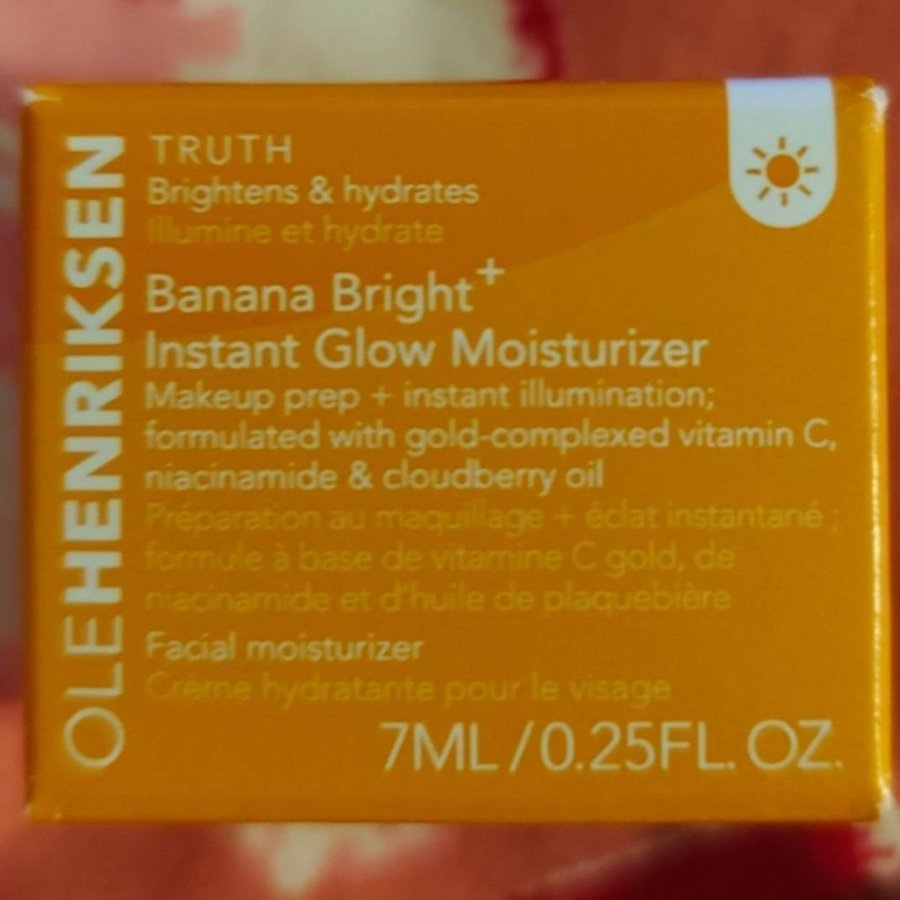 OLEHENRIKSEN
TRUTH
Brightens & hydrates
Illumine et hydrate
Banana Bright+
Instant Glow Moisturizer
Makeup prep + instant illumination;
formulated with gold-complexed vitamin C,
niacinamide & cloudberry oil
Préparation au maquillage + éclat instantané ;
formule à base de vitamine C gold, de
niacinamide et d'huile de plaquebière
Facial moisturizer
Crème hydratante pour le visage
7ML / 0.25FL. OZ.